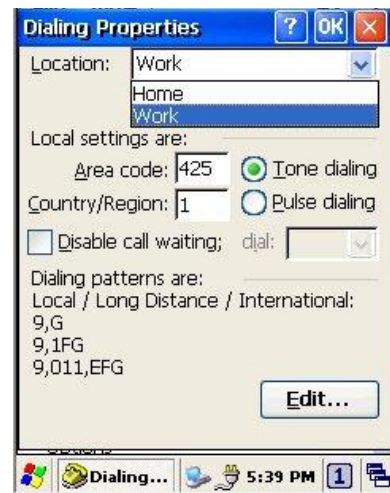 Dialing Properties ? OK
Location: Work
Home
Work
Local settings are:
Area code: 425 Tone dialing
Country/Region: 1 Pulse dialing
Disable call waiting; dial:
Dialing patterns are:
Local / Long Distance / International:
9,G
9,1FG
9,011,EFG
Edit...
Dialing... 5:39 PM 1